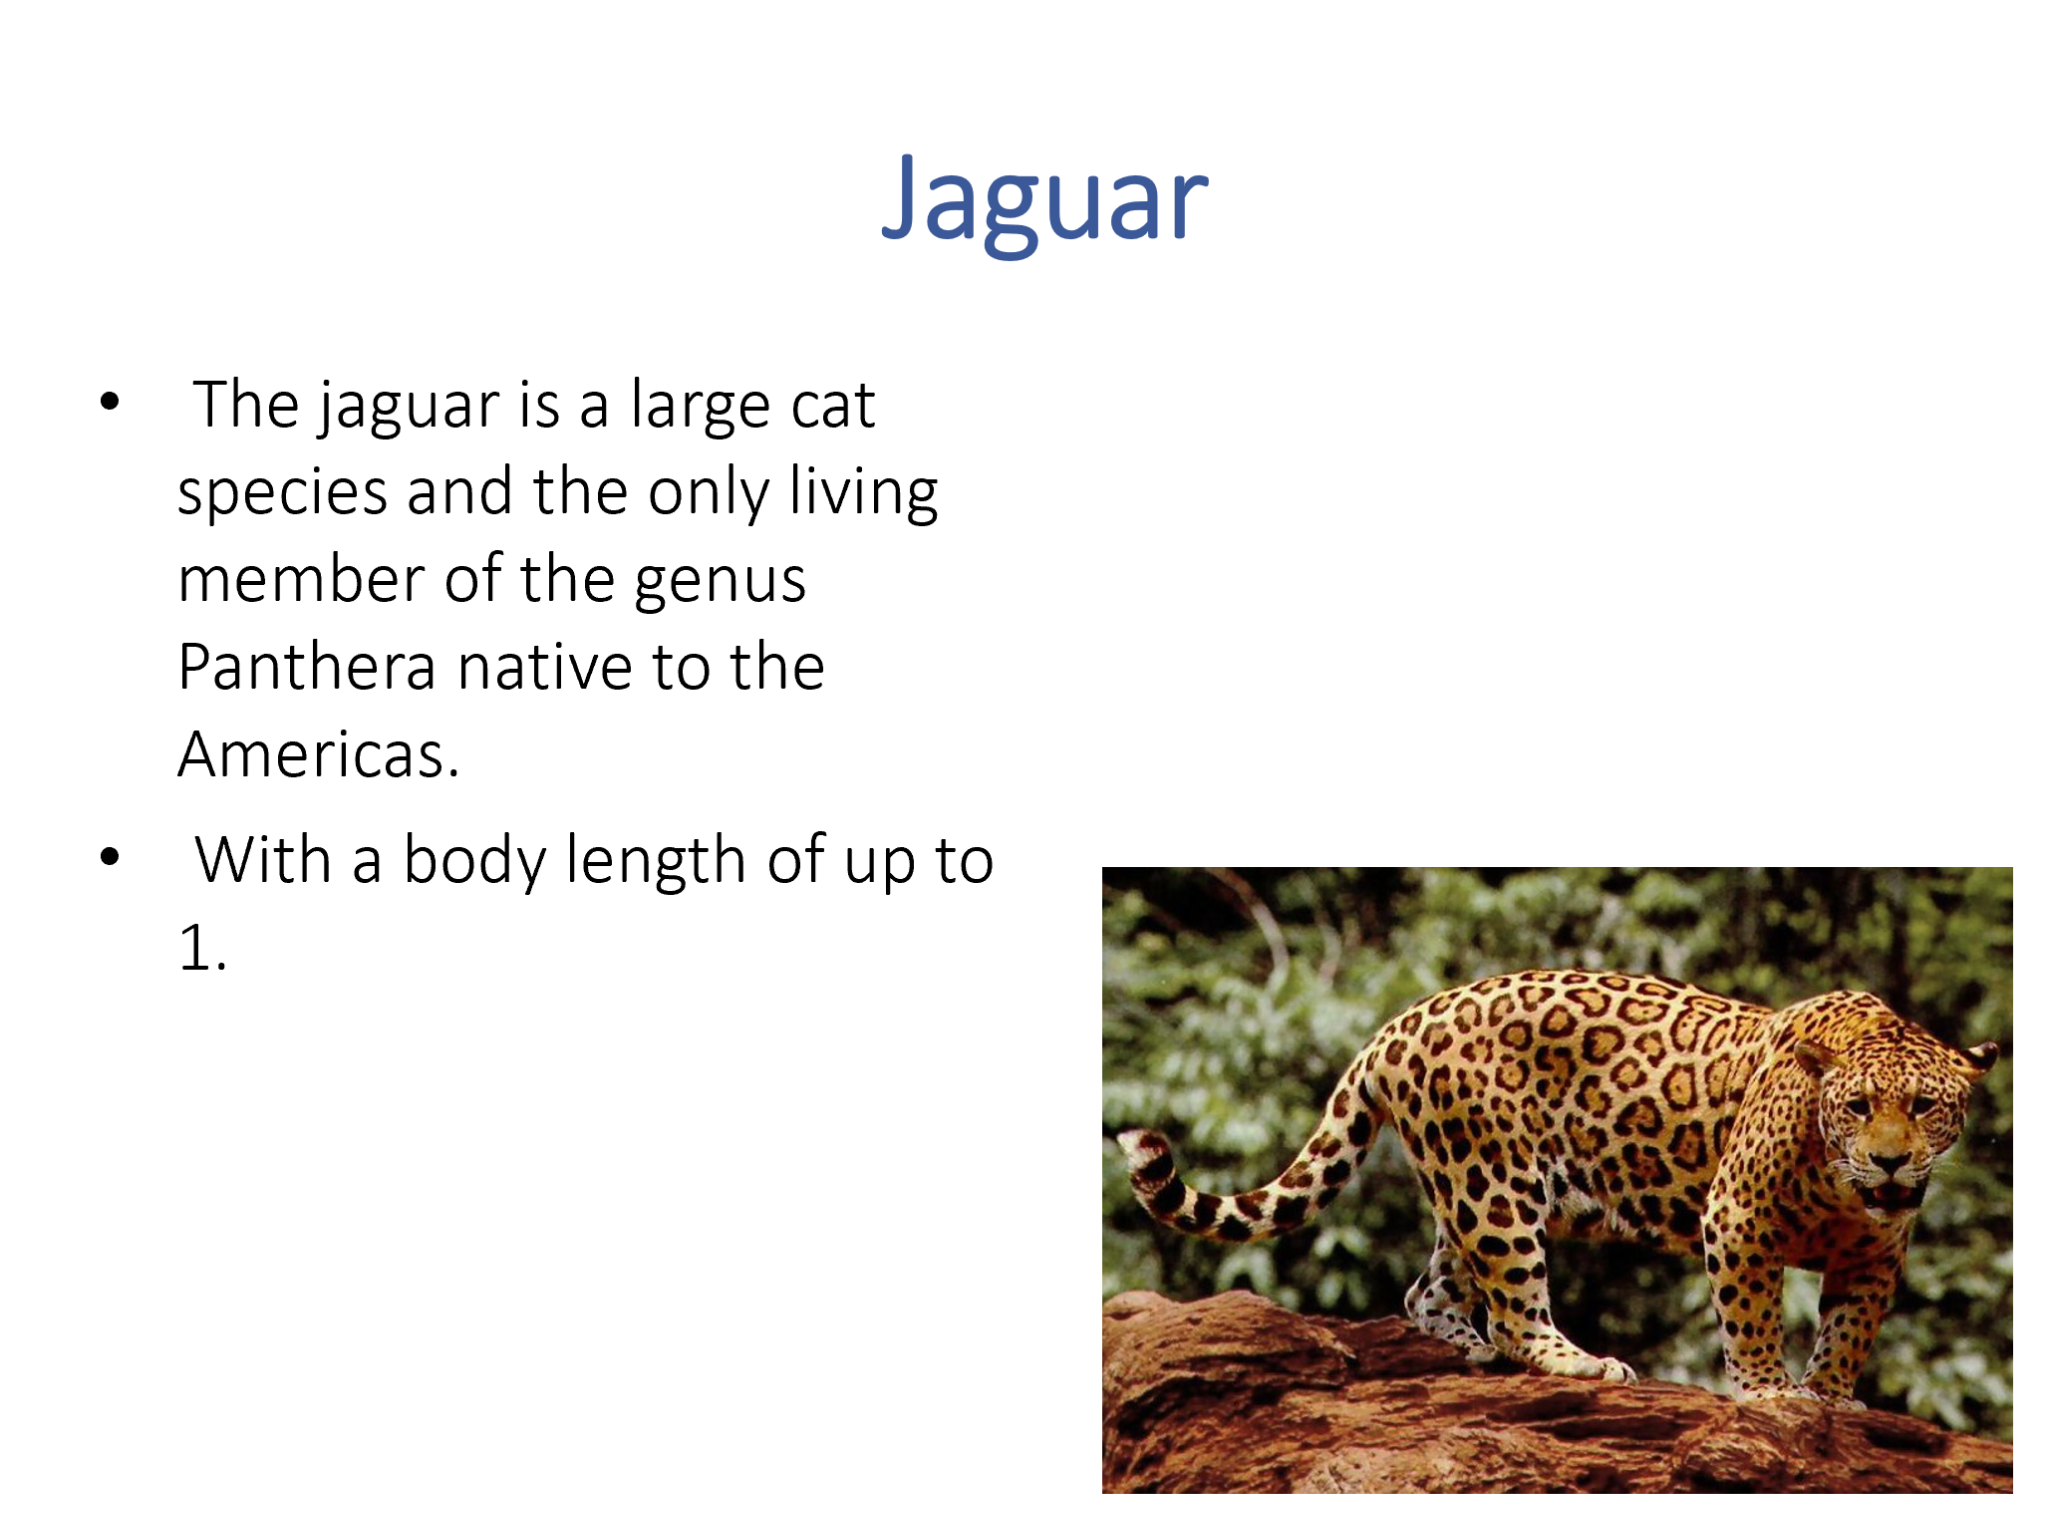 Jaguar
• The jaguar is a large cat
species and the only living
member of the genus
Panthera native to the
Americas.
• With a body length of up to
1.